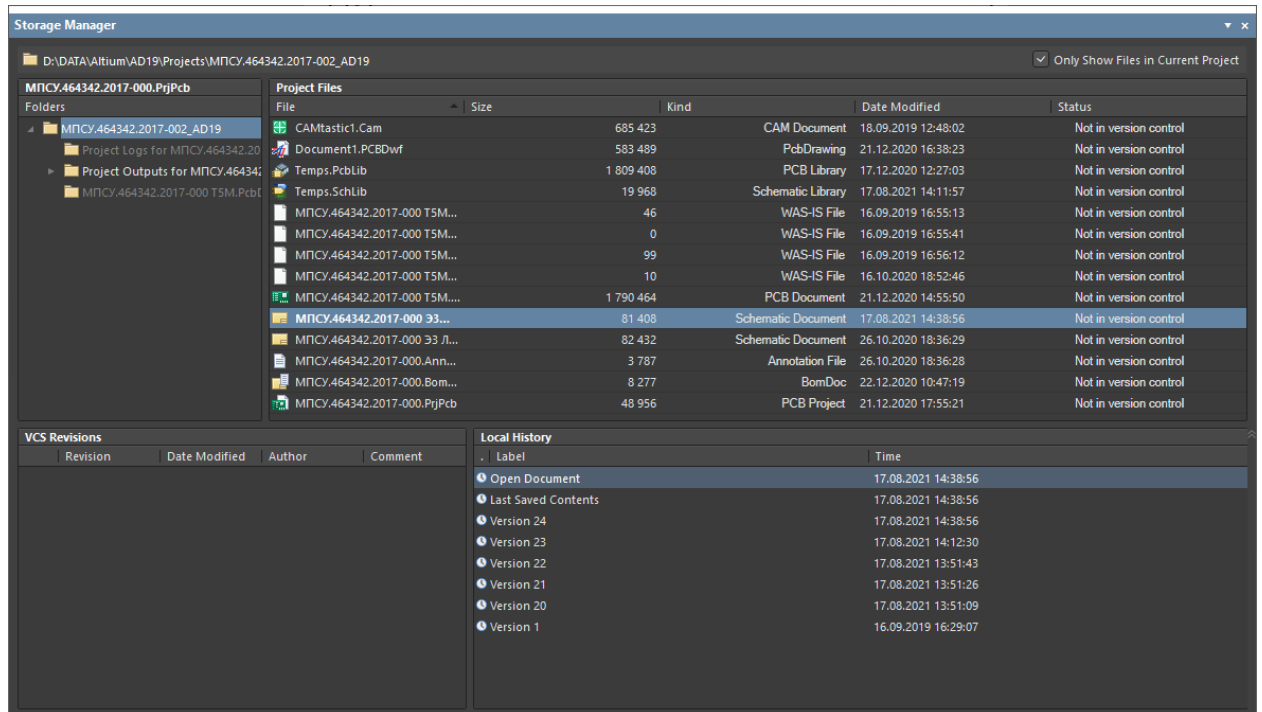 Storage Manager
D:\DATA\Altium\AD19\Projects\МПСУ.464342.2017-002_AD19 Only Show Files in Current Project
МПСУ.464342.2017-000.PrjPcb Project Files
Folders File Size Kind Date Modified Status
МПСУ.464342.2017-002_AD19 CAMtastic1.Cam 685 423 CAM Document 18.09.2019 12:48:02 Not in version control
Project Logs for МПСУ.464342.20 Document1.PCBDwf 583 489 PcbDrawing 21.12.2020 16:38:23 Not in version control
Project Outputs for МПСУ.46434 Temps.PcbLib 1 809 408 PCB Library 17.12.2020 12:27:03 Not in version control
МПСУ.464342.2017-000 T5M.Pcb Temps.SchLib 19 968 Schematic Library 17.08.2021 14:11:57 Not in version control
МПСУ.464342.2017-000 T5M... 46 WAS-IS File 16.09.2019 16:55:13 Not in version control
МПСУ.464342.2017-000 T5M... 0 WAS-IS File 16.09.2019 16:55:41 Not in version control
МПСУ.464342.2017-000 T5M... 99 WAS-IS File 16.09.2019 16:56:12 Not in version control
МПСУ.464342.2017-000 T5M... 10 WAS-IS File 16.10.2020 18:52:46 Not in version control
МПСУ.464342.2017-000 T5M.... 1 790 464 PCB Document 21.12.2020 14:55:50 Not in version control
МПСУ.464342.2017-000 Э3... 81 408 Schematic Document 17.08.2021 14:38:56 Not in version control
МПСУ.464342.2017-000 Э3 Л... 82 432 Schematic Document 26.10.2020 18:36:29 Not in version control
МПСУ.464342.2017-000.Ann... 3 787 Annotation File 26.10.2020 18:36:28 Not in version control
МПСУ.464342.2017-000.Bom... 8 277 BomDoc 22.12.2020 10:47:19 Not in version control
МПСУ.464342.2017-000.PrjPcb 48 956 PCB Project 21.12.2020 17:55:21 Not in version control
VCS Revisions Local History
Revision Date Modified Author Comment . Label Time
Open Document 17.08.2021 14:38:56
Last Saved Contents 17.08.2021 14:38:56
Version 24 17.08.2021 14:38:56
Version 23 17.08.2021 14:12:30
Version 22 17.08.2021 13:51:43
Version 21 17.08.2021 13:51:26
Version 20 17.08.2021 13:51:09
Version 1 16.09.2019 16:29:07